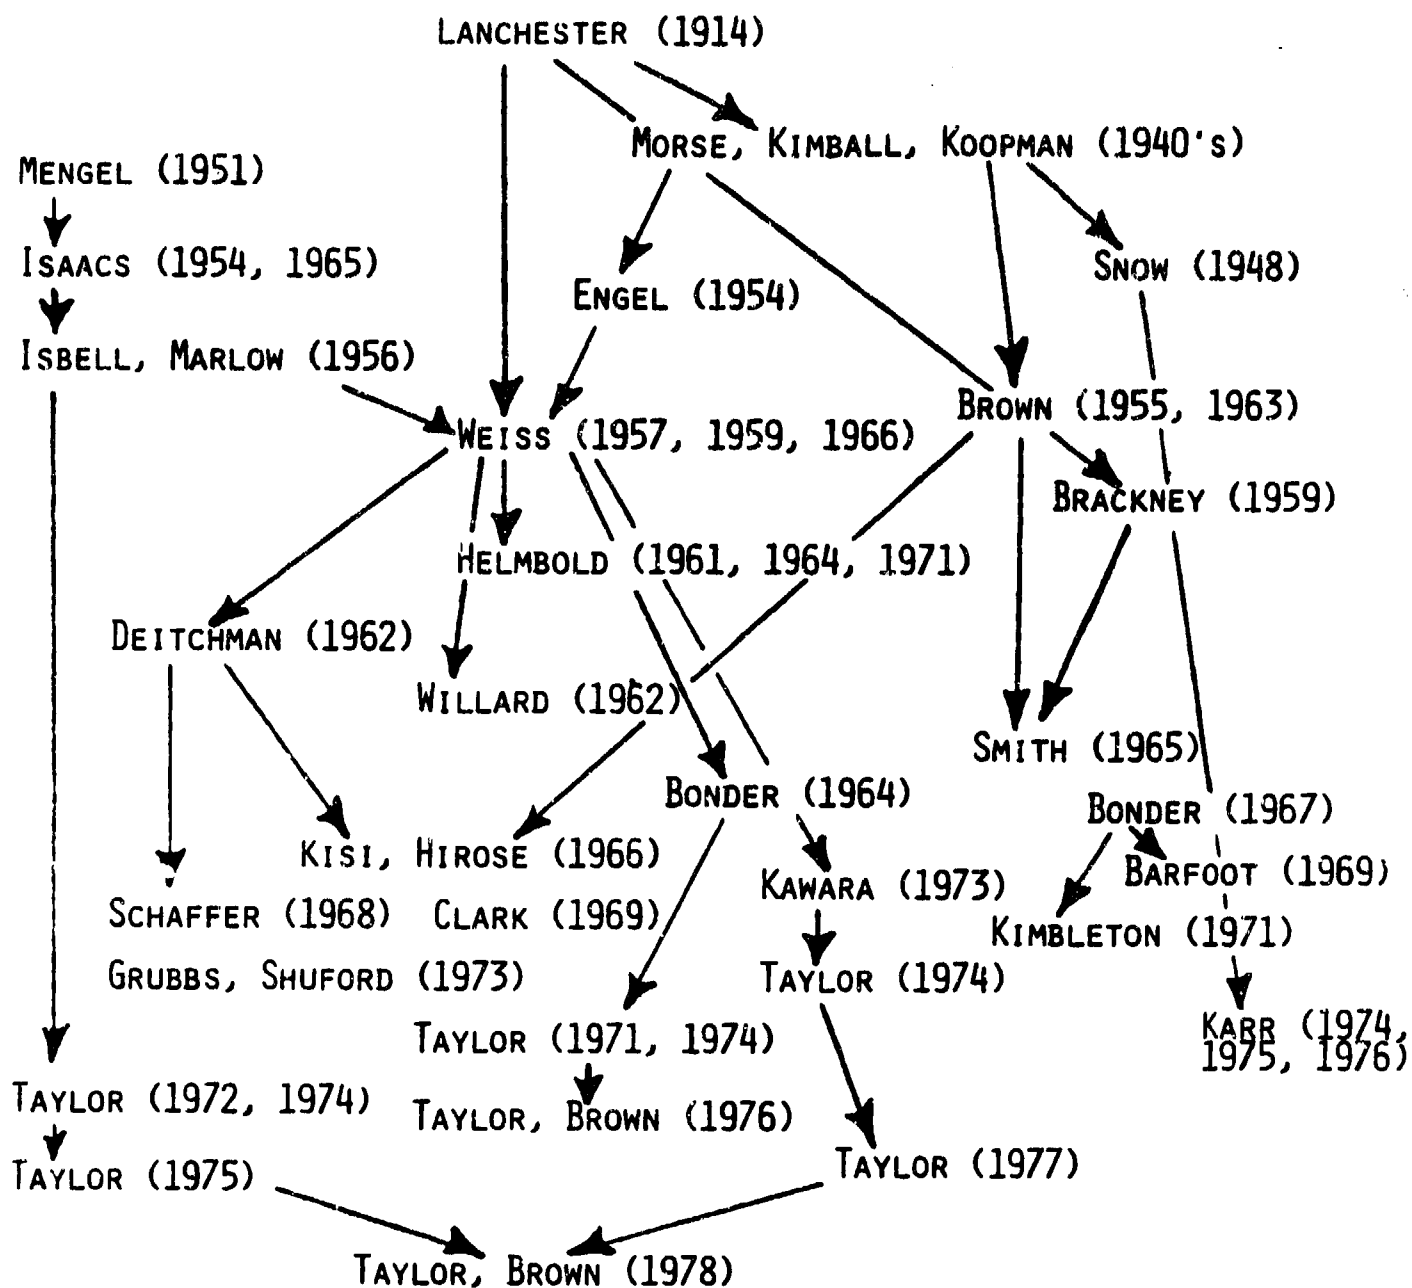 LANCHESTER (1914)
MORSE, KIMBALL, KOOPMAN (1940's)
MENGEL (1951)
ISAACS (1954, 1965)
SNOW (1948)
ENGEL (1954)
ISBELL, MARLOW (1956)
BROWN (1955, 1963)
WEISS (1957, 1959, 1966)
BRACKNEY (1959)
HELMBOLD (1961, 1964, 1971)
DEITCHMAN (1962)
WILLARD (1962)
SMITH (1965)
BONDER (1964)
BONDER (1967)
KISI, HIROSE (1966)
BARFOOT (1969)
KAWARA (1973)
SCHAFFER (1968)
CLARK (1969)
KIMBLETON (1971)
GRUBBS, SHUFORD (1973)
TAYLOR (1974)
TAYLOR (1971, 1974)
KARR (1974,
1975, 1976)
TAYLOR (1972, 1974)
TAYLOR, BROWN (1976)
TAYLOR (1975)
TAYLOR (1977)
TAYLOR, BROWN (1978)